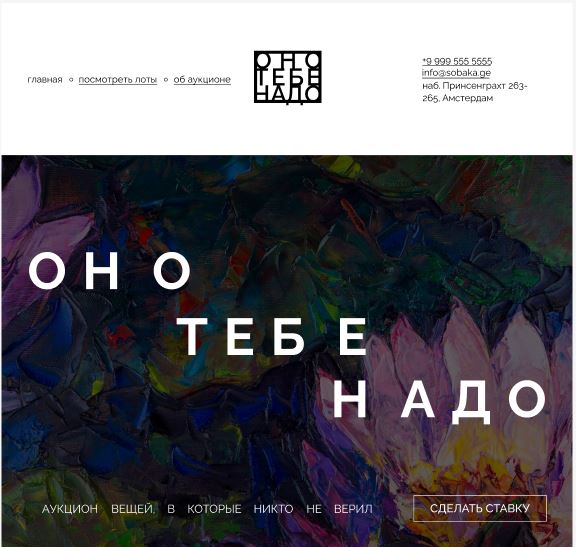 главная
посмотреть лоты
об аукционе
ОНО
ТЕБЕ
НАДО
+9 999 555 5555
info@sobaka.ge
наб. Принсенграхт 263-
265, Амстердам
ОНО
ТЕБЕ
НАДО
АУКЦИОН ВЕЩЕЙ, В КОТОРЫЕ НИКТО НЕ ВЕРИЛ
СДЕЛАТЬ СТАВКУ